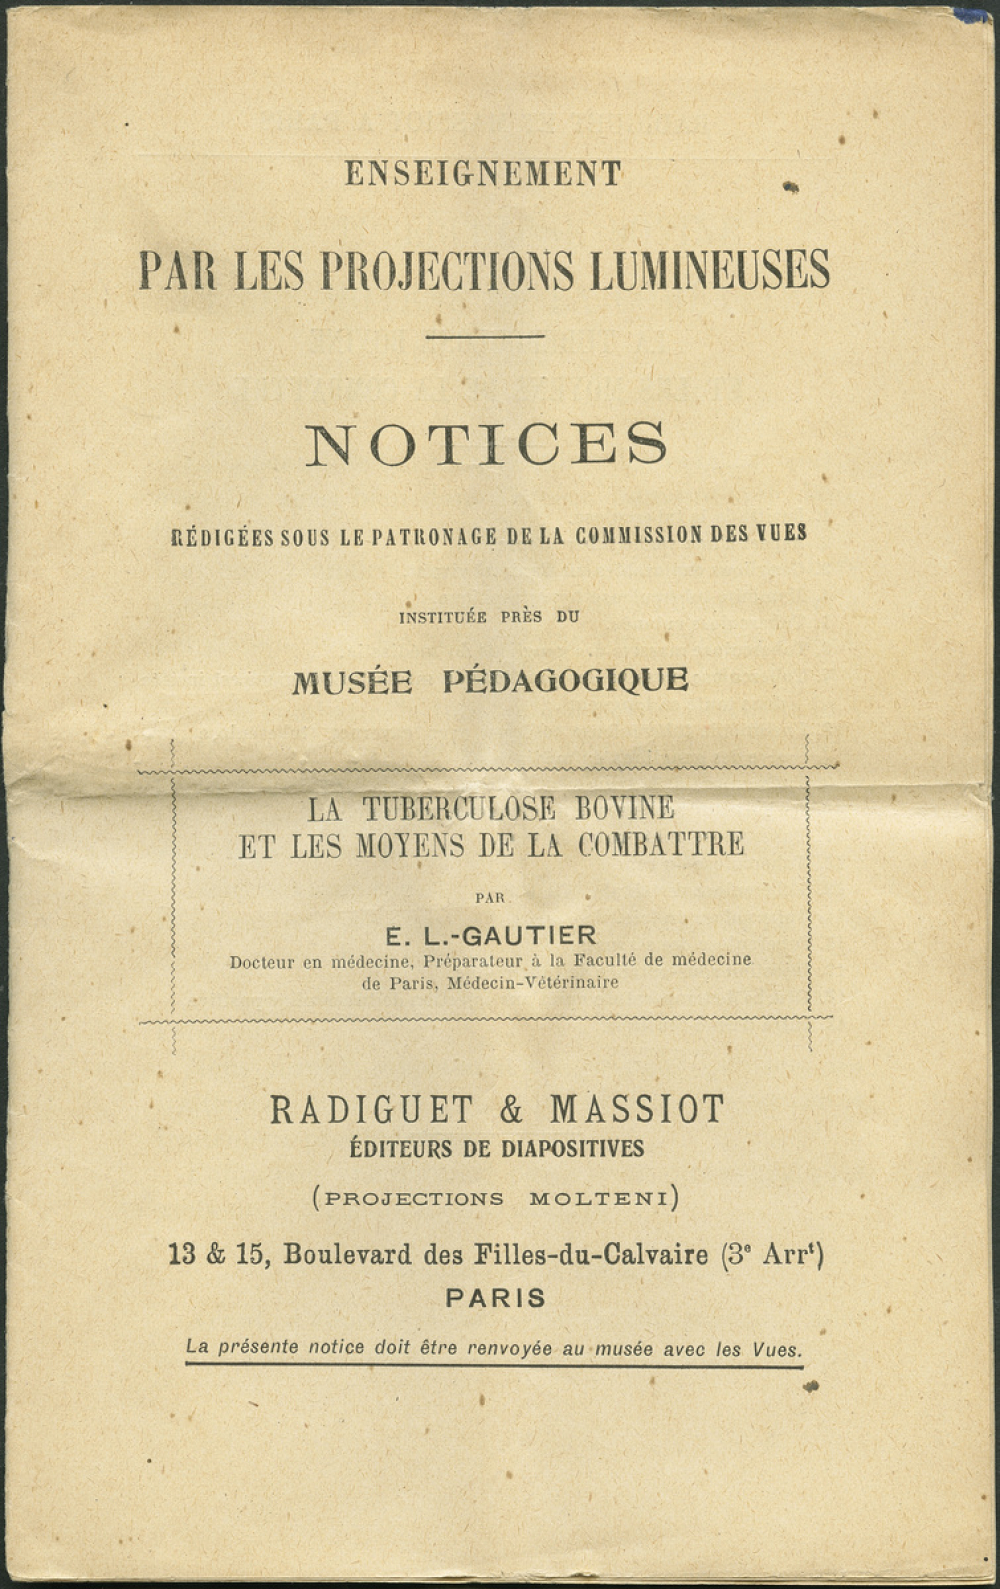 ENSEIGNEMENT
PAR LES PROJECTIONS LUMINEUSES
NOTICES
RÉDIGÉES SOUS LE PATRONAGE DE LA COMMISSION DES VUES
INSTITUÉE PRÈS DU
MUSÉE PÉDAGOGIQUE
LA TUBERCULOSE BOVINE
ET LES MOYENS DE LA COMBATTRE
PAR
E. L.-GAUTIER
Docteur en médecine, Préparateur à la Faculté de médecine
de Paris, Médecin-Vétérinaire
RADIGUET & MASSIOT
ÉDITEURS DE DIAPOSITIVES
(PROJECTIONS MOLTENI)
13 & 15, Boulevard des Filles-du-Calvaire (3e Arrt)
PARIS
La présente notice doit être renvoyée au musée avec les Vues.